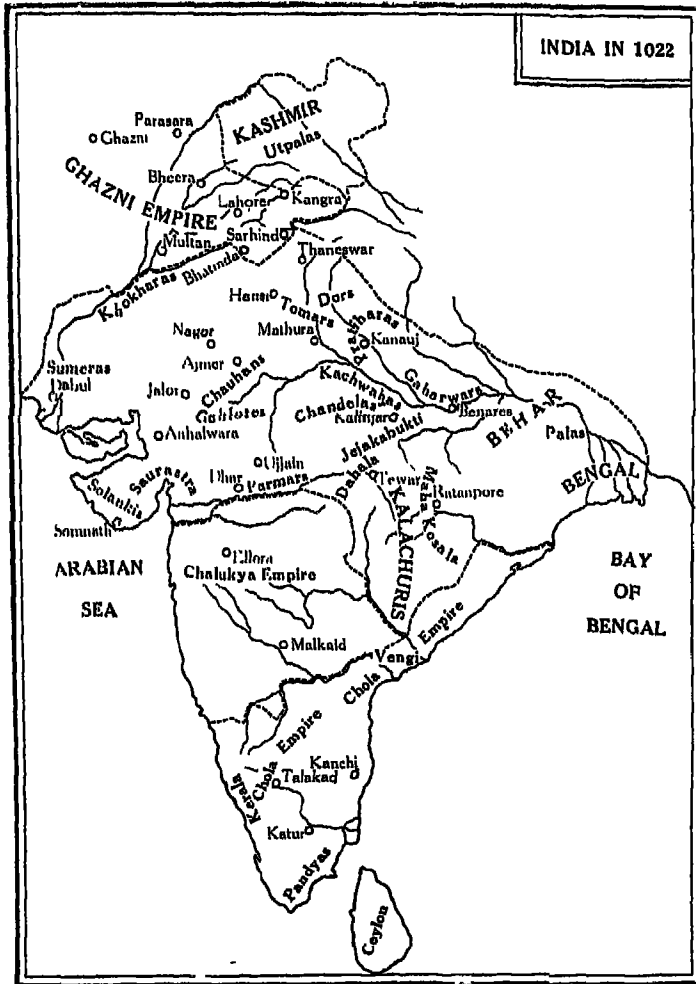 INDIA IN 1022
KASHMIR
Utpalas
Parasara
Ghazni
GHAZNI EMPIRE
Bheera
Lahore
Kangra
Multan
Sarhind
Bhatinda
Thaneswar
Khokharas
Hansi
Dors
Tomars
Pratiharas
Nagor
Mathura
Kanauj
Ajmer
Sumeras
Dabul
Jalor
Chauhans
Kachwahas
Gaharwars
Gahlotes
Chandelas
Kalinjar
Benares
BEHAR
Anhalwara
Jejakabukti
Palas
Ujjain
BENGAL
Saurastra
Solankis
Dhar
Parmars
Dahala
Tewar
Maha Kosala
Ratanpore
KALACHURIS
Somnath
ARABIAN
SEA
Ellora
Chalukya Empire
BAY
OF
BENGAL
Malkald
Vengi
Chola Empire
Kanchi
Chola Empire
Talakad
Kerala
Katur
Pandyas
Ceylon